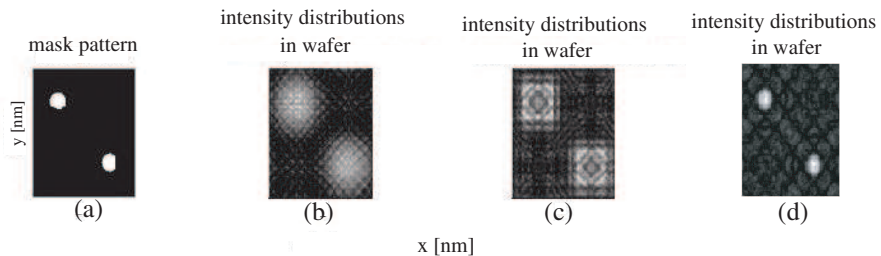 mask pattern
intensity distributions
in wafer
intensity distributions
in wafer
intensity distributions
in wafer
y [nm]
(a)
(b)
(c)
(d)
x [nm]